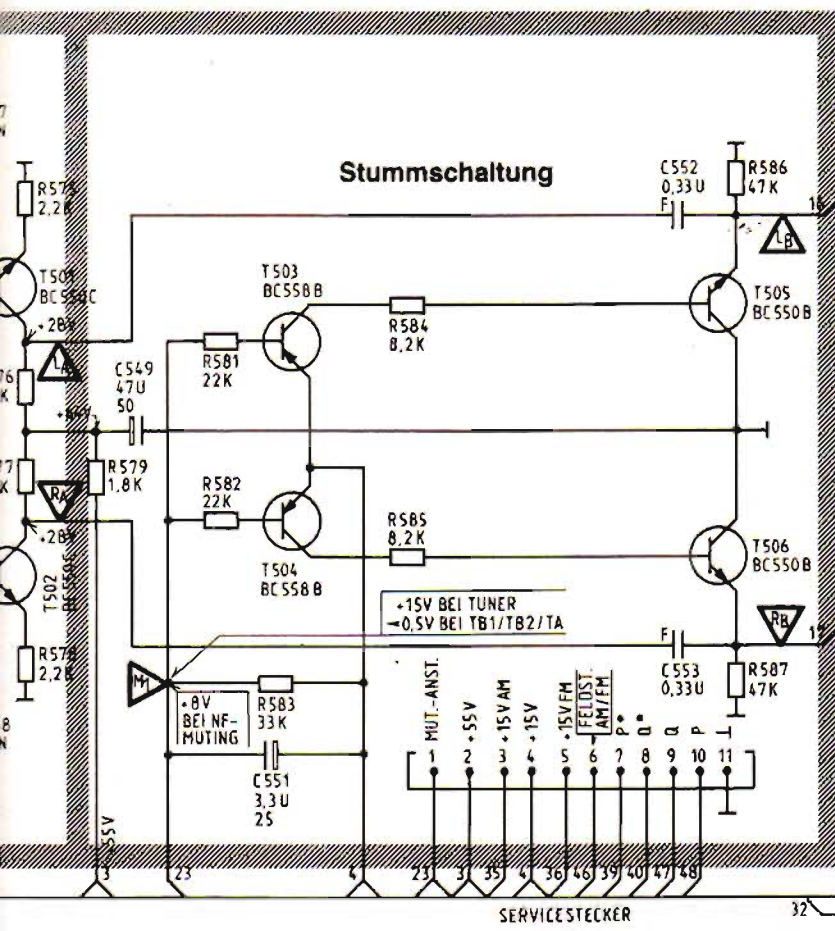 Stummschaltung
C552
0,33U
F
R586
47K
16
LB
R575
2,2K
T501
BC550C
+28V
LA
T503
BC558B
R584
8,2K
T505
BC550B
R581
22K
C549
47U
50
R579
1,8K
R582
22K
RA
+28V
R585
8,2K
T504
BC558B
T506
BC550B
T502
BC550C
+15V BEI TUNER
0,5V BEI TB1/TB2/TA
RB
17
F
C553
0,33U
R587
47K
R578
2,2K
M1
+8V
BEI NF-
MUTING
R583
33K
C551
3,3U
25
MUT.-ANST.
+55V
+15V AM
+15V
+15V FM
FELDST.
AM/FM
P*
Q*
Q
P
1 2 3 4 5 6 7 8 9 10 11
55V
3 23 4 23 3 35 4 36 46 39 40 47 48
SERVICESTECKER
32